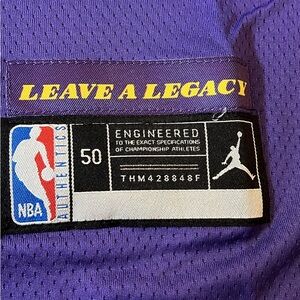 LEAVE A LEGACY
NBA
AUTHENTICS
50
ENGINEERED
TO THE EXACT SPECIFICATIONS
OF CHAMPIONSHIP ATHLETES
THM428848F